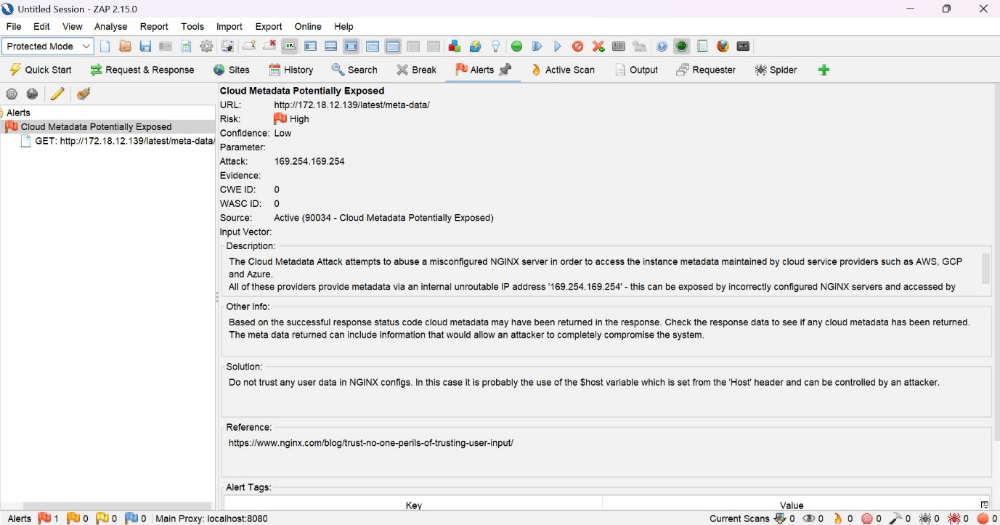 Untitled Session - ZAP 2.15.0
File Edit View Analyse Report Tools Import Export Online Help
Protected Mode
Quick Start Request & Response Sites History Search Break Alerts Active Scan Output Requester Spider
Alerts
Cloud Metadata Potentially Exposed
GET: http://172.18.12.139/latest/meta-data/
Cloud Metadata Potentially Exposed
URL: http://172.18.12.139/latest/meta-data/
Risk: High
Confidence: Low
Parameter:
Attack: 169.254.169.254
Evidence:
CWE ID: 0
WASC ID: 0
Source: Active (90034 - Cloud Metadata Potentially Exposed)
Input Vector:
Description:
The Cloud Metadata Attack attempts to abuse a misconfigured NGINX server in order to access the instance metadata maintained by cloud service providers such as AWS, GCP
and Azure.
All of these providers provide metadata via an internal unroutable IP address '169.254.169.254' - this can be exposed by incorrectly configured NGINX servers and accessed by
Other Info:
Based on the successful response status code cloud metadata may have been returned in the response. Check the response data to see if any cloud metadata has been returned.
The meta data returned can include information that would allow an attacker to completely compromise the system.
Solution:
Do not trust any user data in NGINX configs. In this case it is probably the use of the $host variable which is set from the 'Host' header and can be controlled by an attacker.
Reference:
https://www.nginx.com/blog/trust-no-one-perils-of-trusting-user-input/
Alert Tags:
Key Value
Alerts 1 0 0 0 Main Proxy: localhost:8080 Current Scans 0 0 0 0 0 0 0 0